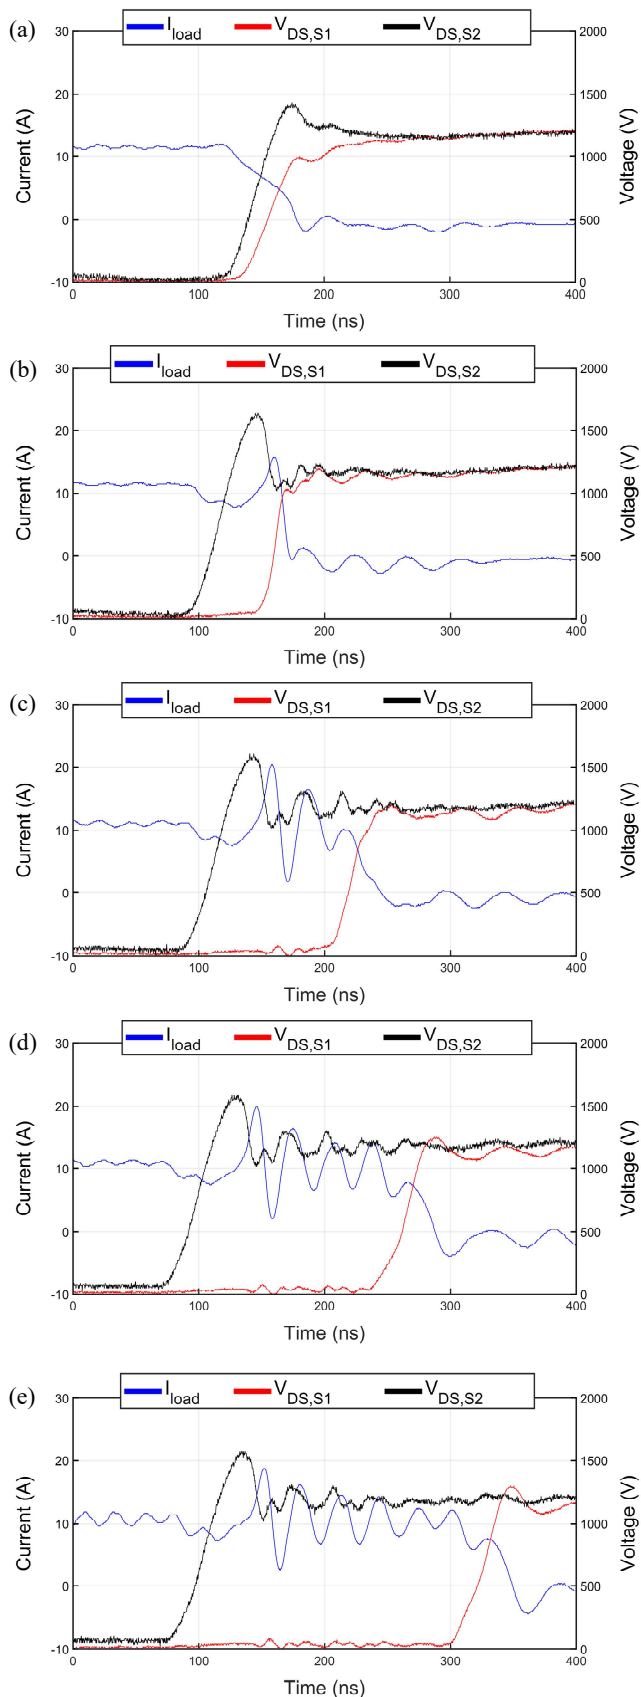 (a)
I_load V_DS,S1 V_DS,S2
30 2000
20 1500
10 1000
0 500
-10 0
0 100 200 300 400
Current (A)
Voltage (V)
Time (ns)
(b)
I_load V_DS,S1 V_DS,S2
30 2000
20 1500
10 1000
0 500
-10 0
0 100 200 300 400
Current (A)
Voltage (V)
Time (ns)
(c)
I_load V_DS,S1 V_DS,S2
30 2000
20 1500
10 1000
0 500
-10 0
0 100 200 300 400
Current (A)
Voltage (V)
Time (ns)
(d)
I_load V_DS,S1 V_DS,S2
30 2000
20 1500
10 1000
0 500
-10 0
0 100 200 300 400
Current (A)
Voltage (V)
Time (ns)
(e)
I_load V_DS,S1 V_DS,S2
30 2000
20 1500
10 1000
0 500
-10 0
0 100 200 300 400
Current (A)
Voltage (V)
Time (ns)